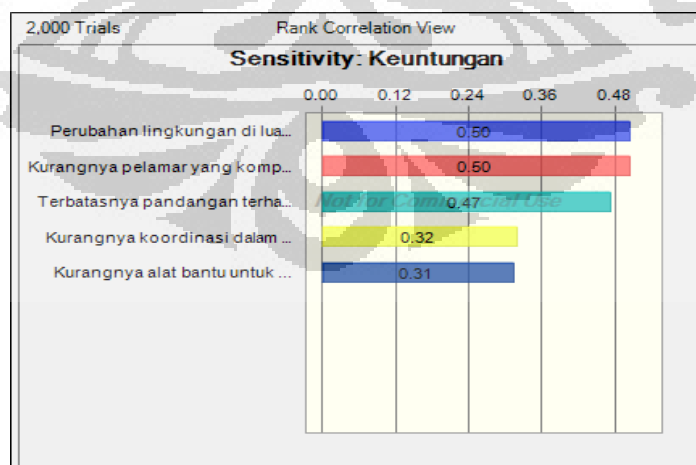 2,000 Trials Rank Correlation View
Sensitivity: Keuntungan
0.00 0.12 0.24 0.36 0.48
Perubahan lingkungan di lua... 0.50
Kurangnya pelamar yang komp... 0.50
Terbatasnya pandangan terha... 0.47
Not for Commercial Use
Kurangnya koordinasi dalam ... 0.32
Kurangnya alat bantu untuk ... 0.31